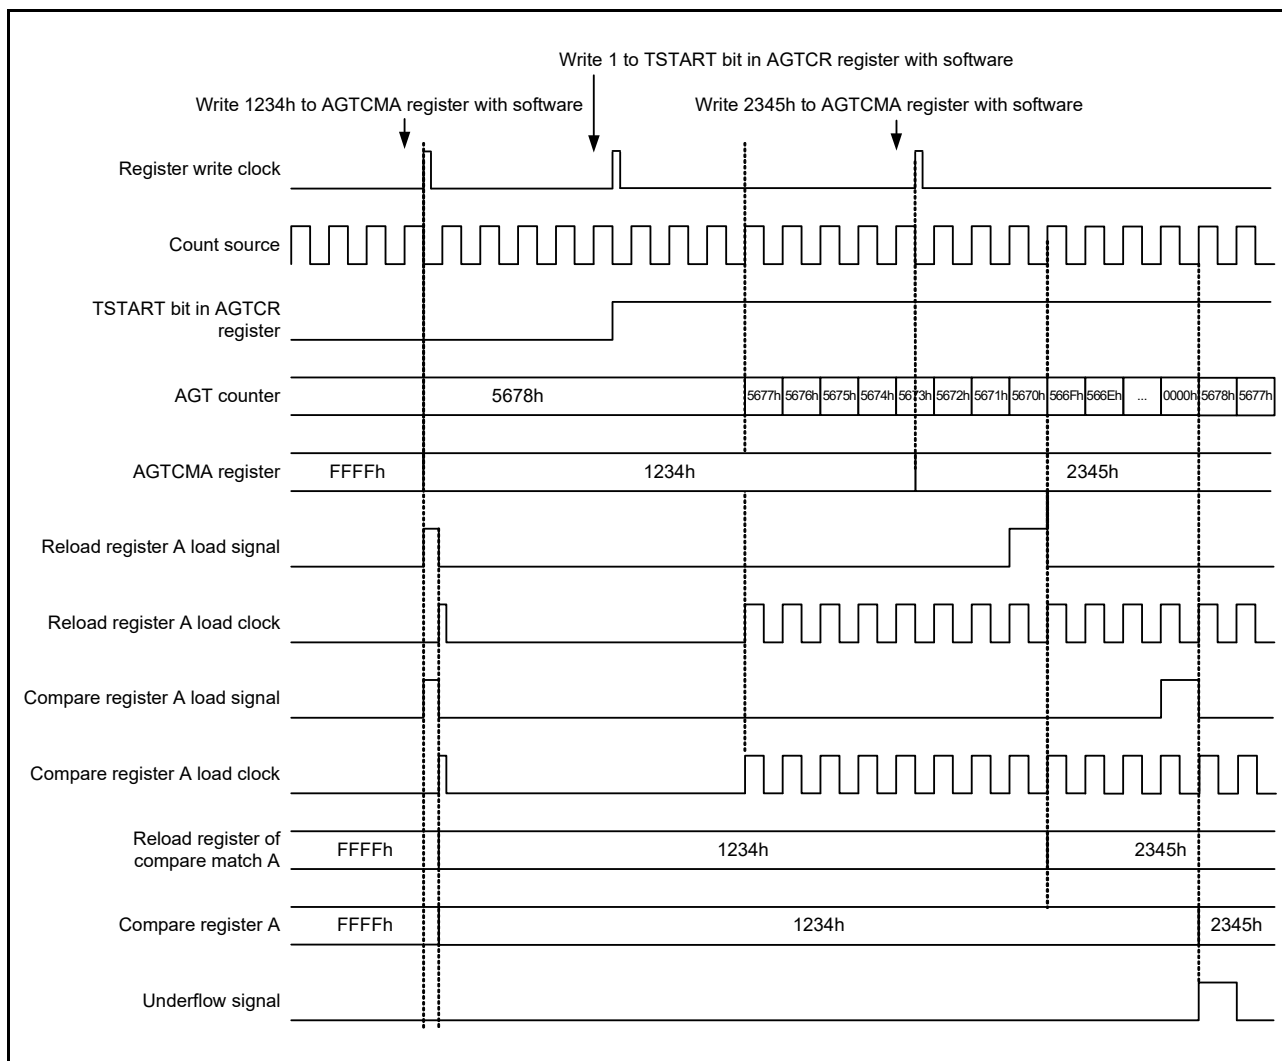 Write 1 to TSTART bit in AGTCR register with software
Write 1234h to AGTCMA register with software
Write 2345h to AGTCMA register with software
Register write clock
Count source
TSTART bit in AGTCR
register
AGT counter
5678h
5677h 5676h 5675h 5674h 5673h 5672h 5671h 5670h 566Fh 566Eh ... 0000h 5678h 5677h
AGTCMA register
FFFFh
1234h
2345h
Reload register A load signal
Reload register A load clock
Compare register A load signal
Compare register A load clock
Reload register of
compare match A
FFFFh
1234h
2345h
Compare register A
FFFFh
1234h
2345h
Underflow signal